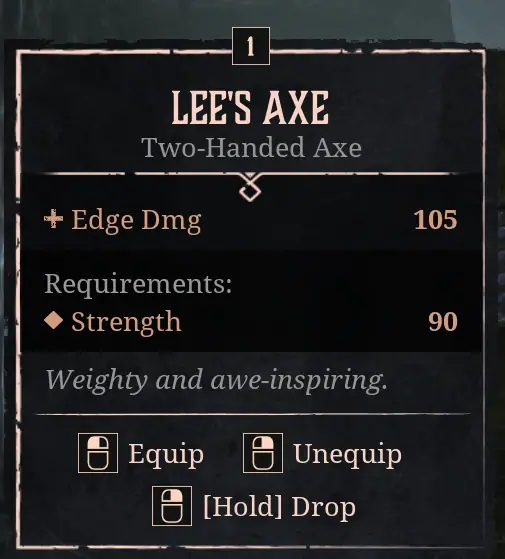 1
LEE'S AXE
Two-Handed Axe
Edge Dmg 105
Requirements:
Strength 90
Weighty and awe-inspiring.
Equip Unequip
[Hold] Drop